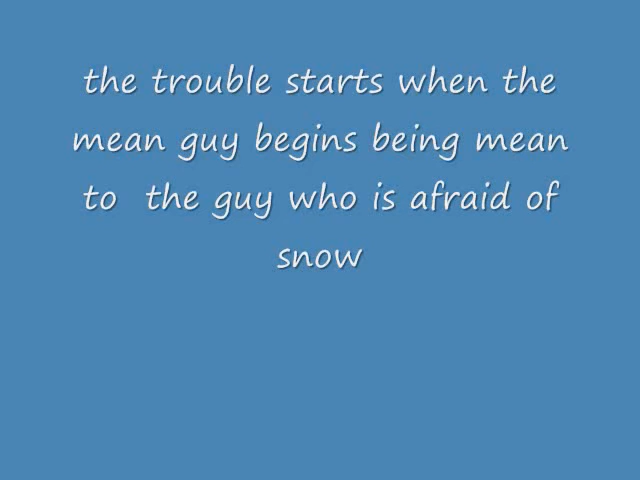 the trouble starts when the
mean guy begins being mean
to  the guy who is afraid of
snow